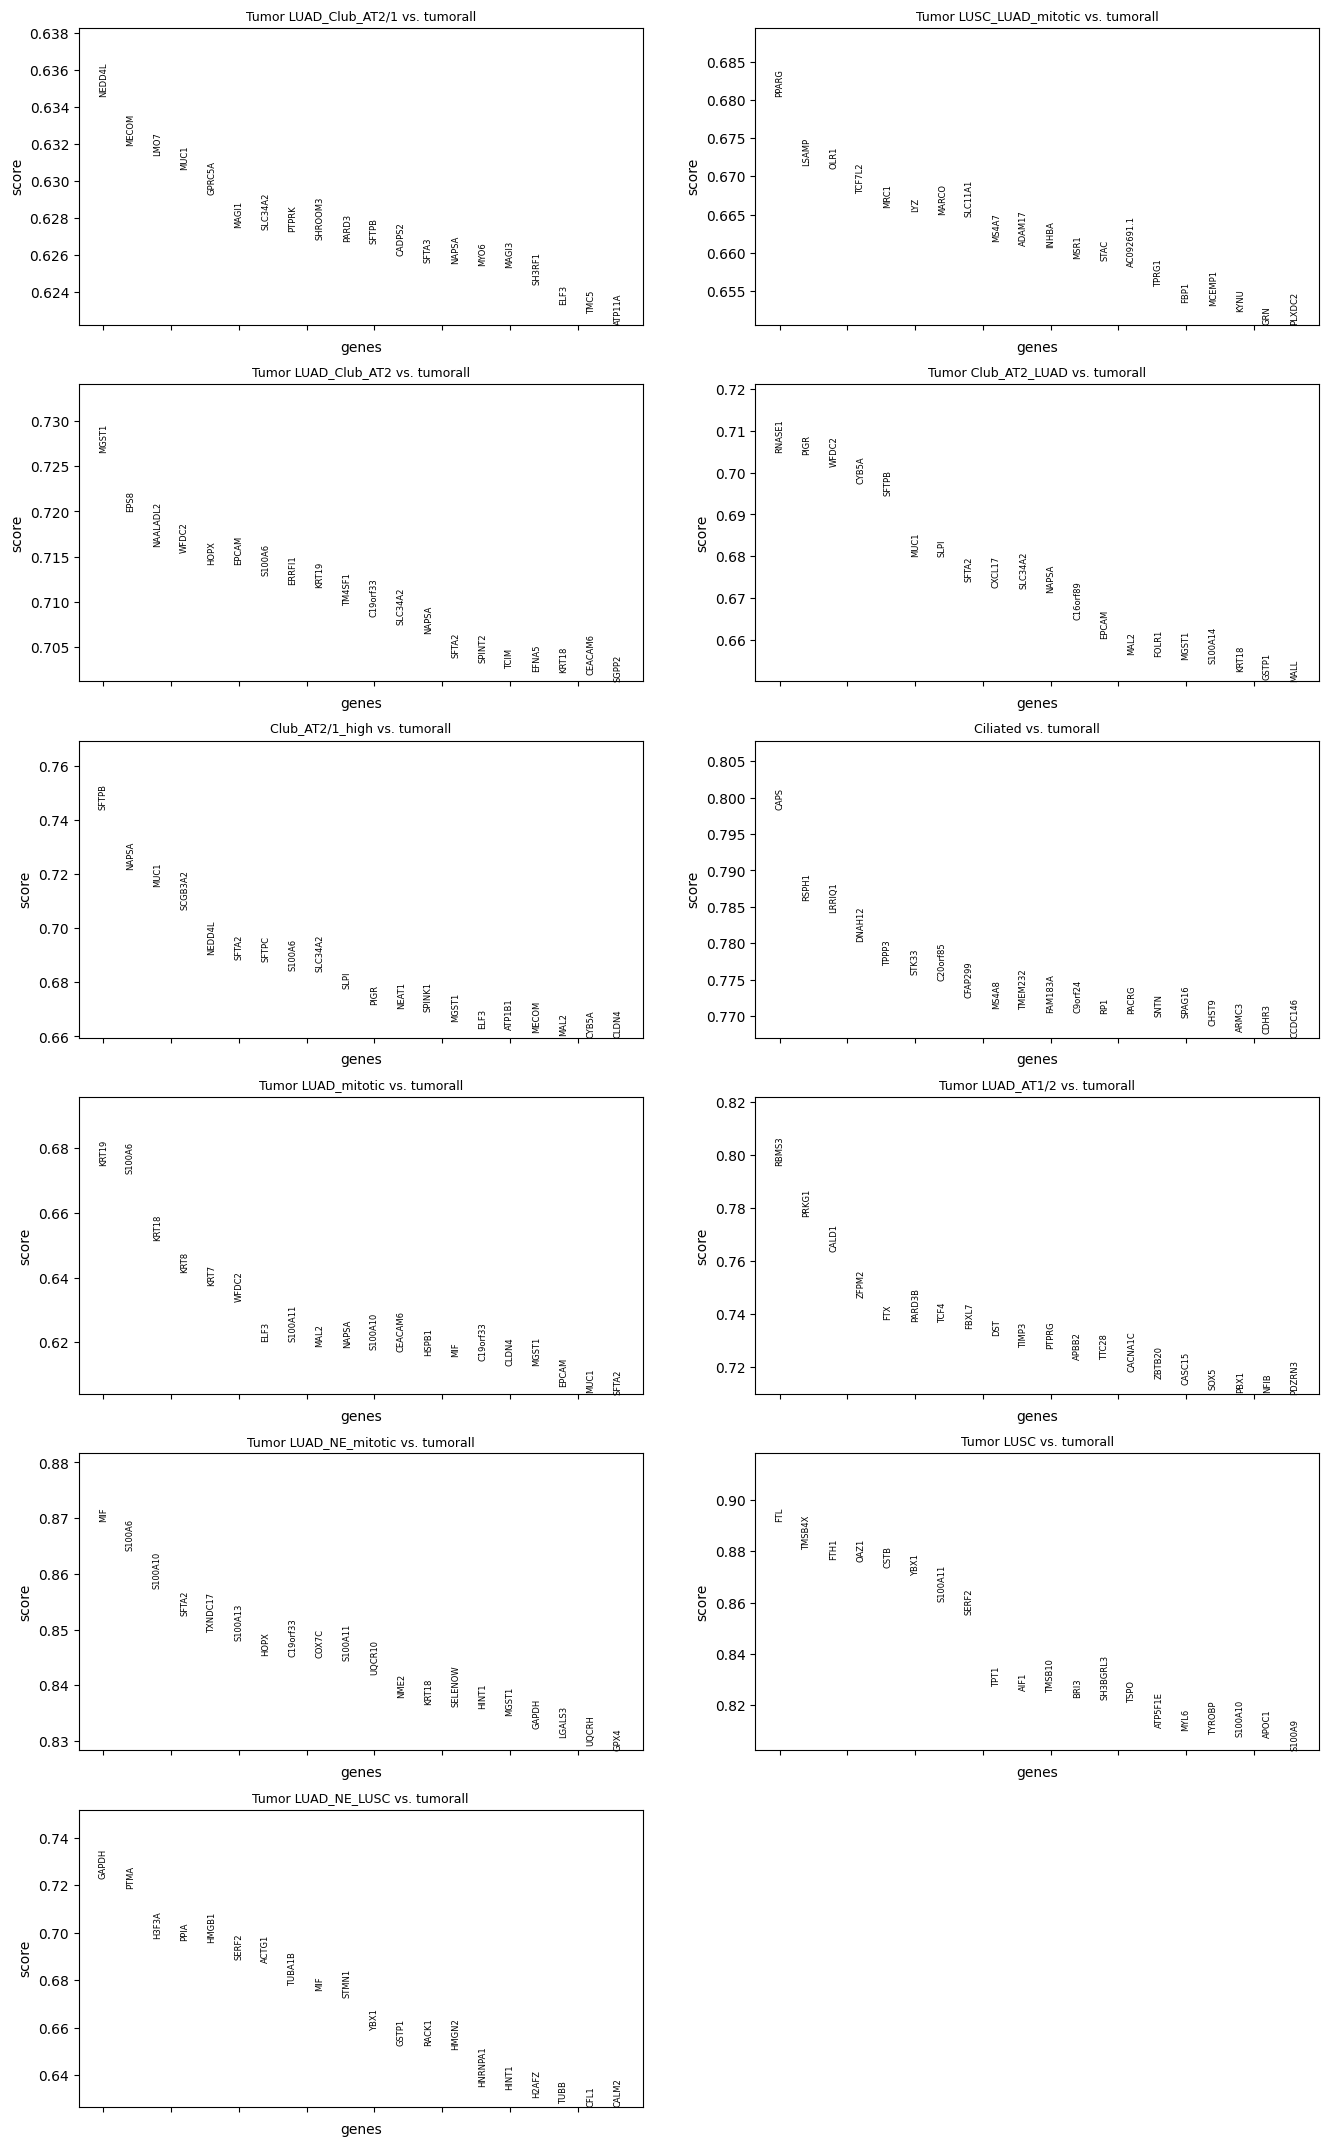 Tumor LUAD_Club_AT2/1 vs. tumorall
score
0.638
0.636
0.634
0.632
0.630
0.628
0.626
0.624
NEDD4L
MECOM
LMO7
MUC1
GPRC5A
MAGI1
SLC34A2
PTPRK
SHROOM3
PARD3
SFTPB
CADPS2
SFTA3
NAPSA
MYO6
MAGI3
SH3RF1
ELF3
TMC5
ATP11A
genes
Tumor LUSC_LUAD_mitotic vs. tumorall
score
0.685
0.680
0.675
0.670
0.665
0.660
0.655
PPARG
LSAMP
OLR1
TCF7L2
MRC1
LYZ
MARCO
SLC11A1
MS4A7
ADAM17
INHBA
MSR1
STAC
AC092691.1
TPRG1
FBP1
MCEMP1
KYNU
GRN
PLXDC2
genes
Tumor LUAD_Club_AT2 vs. tumorall
score
0.730
0.725
0.720
0.715
0.710
0.705
MGST1
EPS8
NAALADL2
WFDC2
HOPX
EPCAM
S100A6
ERRFI1
KRT19
TM4SF1
C19orf33
SLC34A2
NAPSA
SFTA2
SPINT2
TCIM
EFNA5
KRT18
CEACAM6
SGPP2
genes
Tumor Club_AT2_LUAD vs. tumorall
score
0.72
0.71
0.70
0.69
0.68
0.67
0.66
RNASE1
PIGR
WFDC2
CYB5A
SFTPB
MUC1
SLPI
SFTA2
CXCL17
SLC34A2
NAPSA
C16orf89
EPCAM
MAL2
FOLR1
MGST1
S100A14
KRT18
GSTP1
MALL
genes
Club_AT2/1_high vs. tumorall
score
0.76
0.74
0.72
0.70
0.68
0.66
SFTPB
NAPSA
MUC1
SCGB3A2
NEDD4L
SFTA2
SFTPC
S100A6
SLC34A2
SLPI
PIGR
NEAT1
SPINK1
MGST1
ELF3
ATP1B1
MECOM
MAL2
CYB5A
CLDN4
genes
Ciliated vs. tumorall
score
0.805
0.800
0.795
0.790
0.785
0.780
0.775
0.770
CAPS
RSPH1
LRRIQ1
DNAH12
TPPP3
STK33
C20orf85
CFAP299
MS4A8
TMEM232
FAM183A
C9orf24
RP1
PACRG
SNTN
SPAG16
CHST9
ARMC3
CDHR3
CCDC146
genes
Tumor LUAD_mitotic vs. tumorall
score
0.68
0.66
0.64
0.62
KRT19
S100A6
KRT18
KRT8
KRT7
WFDC2
ELF3
S100A11
MAL2
NAPSA
S100A10
CEACAM6
HSPB1
MIF
C19orf33
CLDN4
MGST1
EPCAM
MUC1
SFTA2
genes
Tumor LUAD_AT1/2 vs. tumorall
score
0.82
0.80
0.78
0.76
0.74
0.72
RBMS3
PRKG1
CALD1
ZFPM2
FTX
PARD3B
TCF4
FBXL7
DST
TIMP3
PTPRG
APBB2
TTC28
CACNA1C
ZBTB20
CASC15
SOX5
PBX1
NFIB
PDZRN3
genes
Tumor LUAD_NE_mitotic vs. tumorall
score
0.88
0.87
0.86
0.85
0.84
0.83
MIF
S100A6
S100A10
SFTA2
TXNDC17
S100A13
HOPX
C19orf33
COX7C
S100A11
UQCR10
NME2
KRT18
SELENOW
HINT1
MGST1
GAPDH
LGALS3
UQCRH
GPX4
genes
Tumor LUSC vs. tumorall
score
0.90
0.88
0.86
0.84
0.82
FTL
TMSB4X
FTH1
OAZ1
CSTB
YBX1
S100A11
SERF2
TPT1
AIF1
TMSB10
BRI3
SH3BGRL3
TSPO
ATP5F1E
MYL6
TYROBP
S100A10
APOC1
S100A9
genes
Tumor LUAD_NE_LUSC vs. tumorall
score
0.74
0.72
0.70
0.68
0.66
0.64
GAPDH
PTMA
H3F3A
PPIA
HMGB1
SERF2
ACTG1
TUBA1B
MIF
STMN1
YBX1
GSTP1
RACK1
HMGN2
HNRNPA1
HINT1
H2AFZ
TUBB
CFL1
CALM2
genes